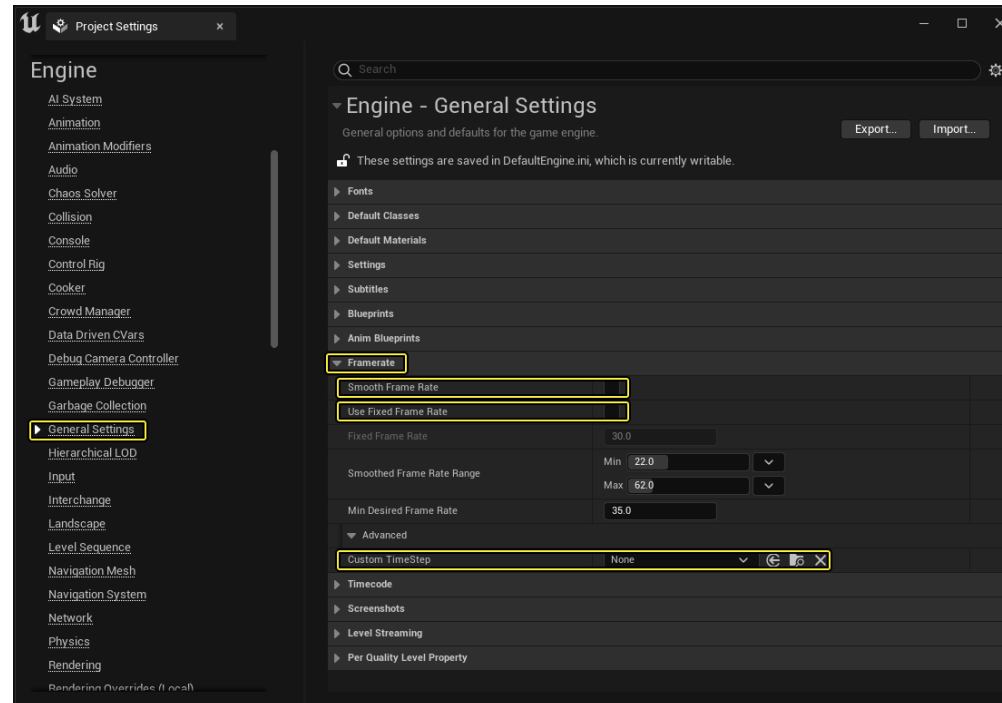 Project Settings
Engine
AI System
Animation
Animation Modifiers
Audio
Chaos Solver
Collision
Console
Control Rig
Cooker
Crowd Manager
Data Driven CVars
Debug Camera Controller
Gameplay Debugger
Garbage Collection
General Settings
Hierarchical LOD
Input
Interchange
Landscape
Level Sequence
Navigation Mesh
Navigation System
Network
Physics
Rendering
Rendering Overrides (Local)
Search
Engine - General Settings
General options and defaults for the game engine.
Export... Import...
These settings are saved in DefaultEngine.ini, which is currently writable.
Fonts
Default Classes
Default Materials
Settings
Subtitles
Blueprints
Anim Blueprints
Framerate
Smooth Frame Rate
Use Fixed Frame Rate
Fixed Frame Rate 30.0
Smoothed Frame Rate Range Min 22.0
Max 62.0
Min Desired Frame Rate 35.0
Advanced
Custom TimeStep None
Timecode
Screenshots
Level Streaming
Per Quality Level Property